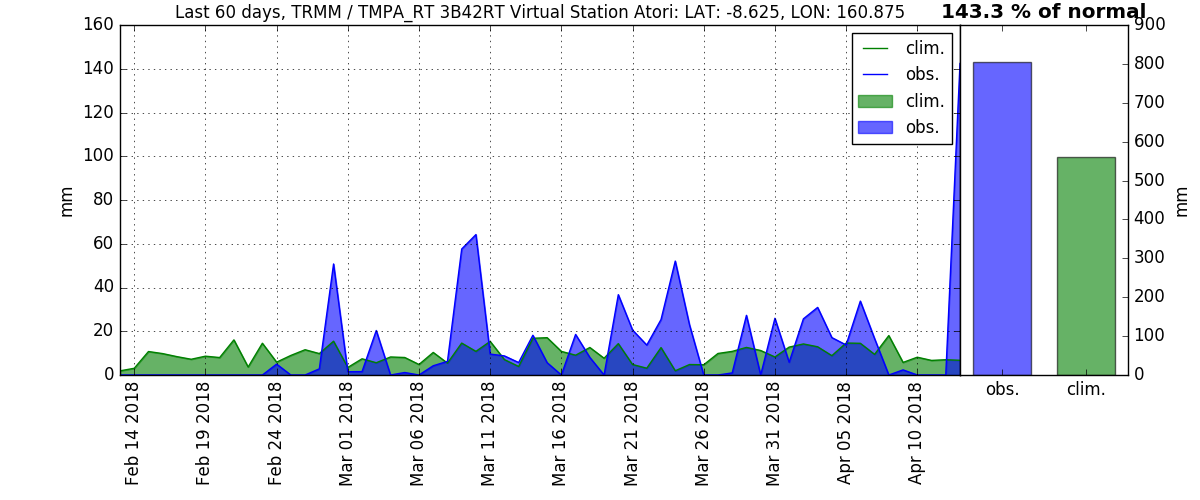 Last 60 days, TRMM / TMPA_RT 3B42RT Virtual Station Atori: LAT: -8.625, LON: 160.875
143.3 % of normal
160
140
120
100
80
60
40
20
0
mm
clim.
obs.
clim.
obs.
900
800
700
600
500
400
300
200
100
0
mm
obs.
clim.
Feb 14 2018
Feb 19 2018
Feb 24 2018
Mar 01 2018
Mar 06 2018
Mar 11 2018
Mar 16 2018
Mar 21 2018
Mar 26 2018
Mar 31 2018
Apr 05 2018
Apr 10 2018